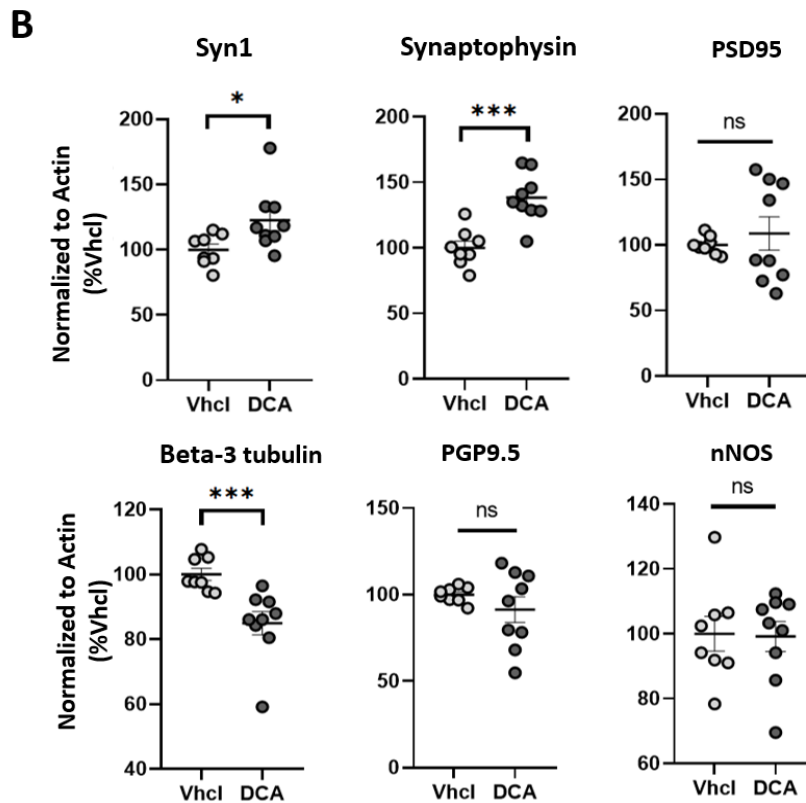 B
Syn1
Synaptophysin
PSD95
Normalized to Actin
(%Vhcl)
200
150
100
50
0
*
Vhcl
DCA
200
150
100
50
0
***
Vhcl
DCA
200
150
100
50
0
ns
Vhcl
DCA
Beta-3 tubulin
PGP9.5
nNOS
Normalized to Actin
(%Vhcl)
120
100
80
60
40
***
Vhcl
DCA
150
100
50
0
ns
Vhcl
DCA
140
120
100
80
60
ns
Vhcl
DCA